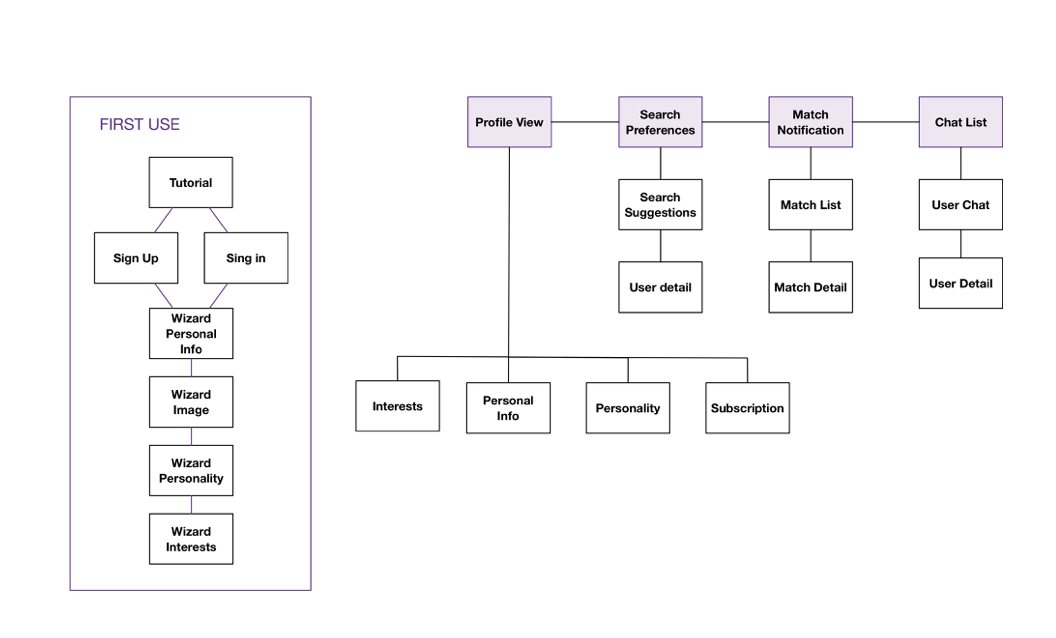 FIRST USE
Tutorial
Sign Up
Sing in
Wizard
Personal
Info
Wizard
Image
Wizard
Personality
Wizard
Interests
Profile View
Search
Preferences
Match
Notification
Chat List
Search
Suggestions
Match List
User Chat
User detail
Match Detail
User Detail
Interests
Personal
Info
Personality
Subscription